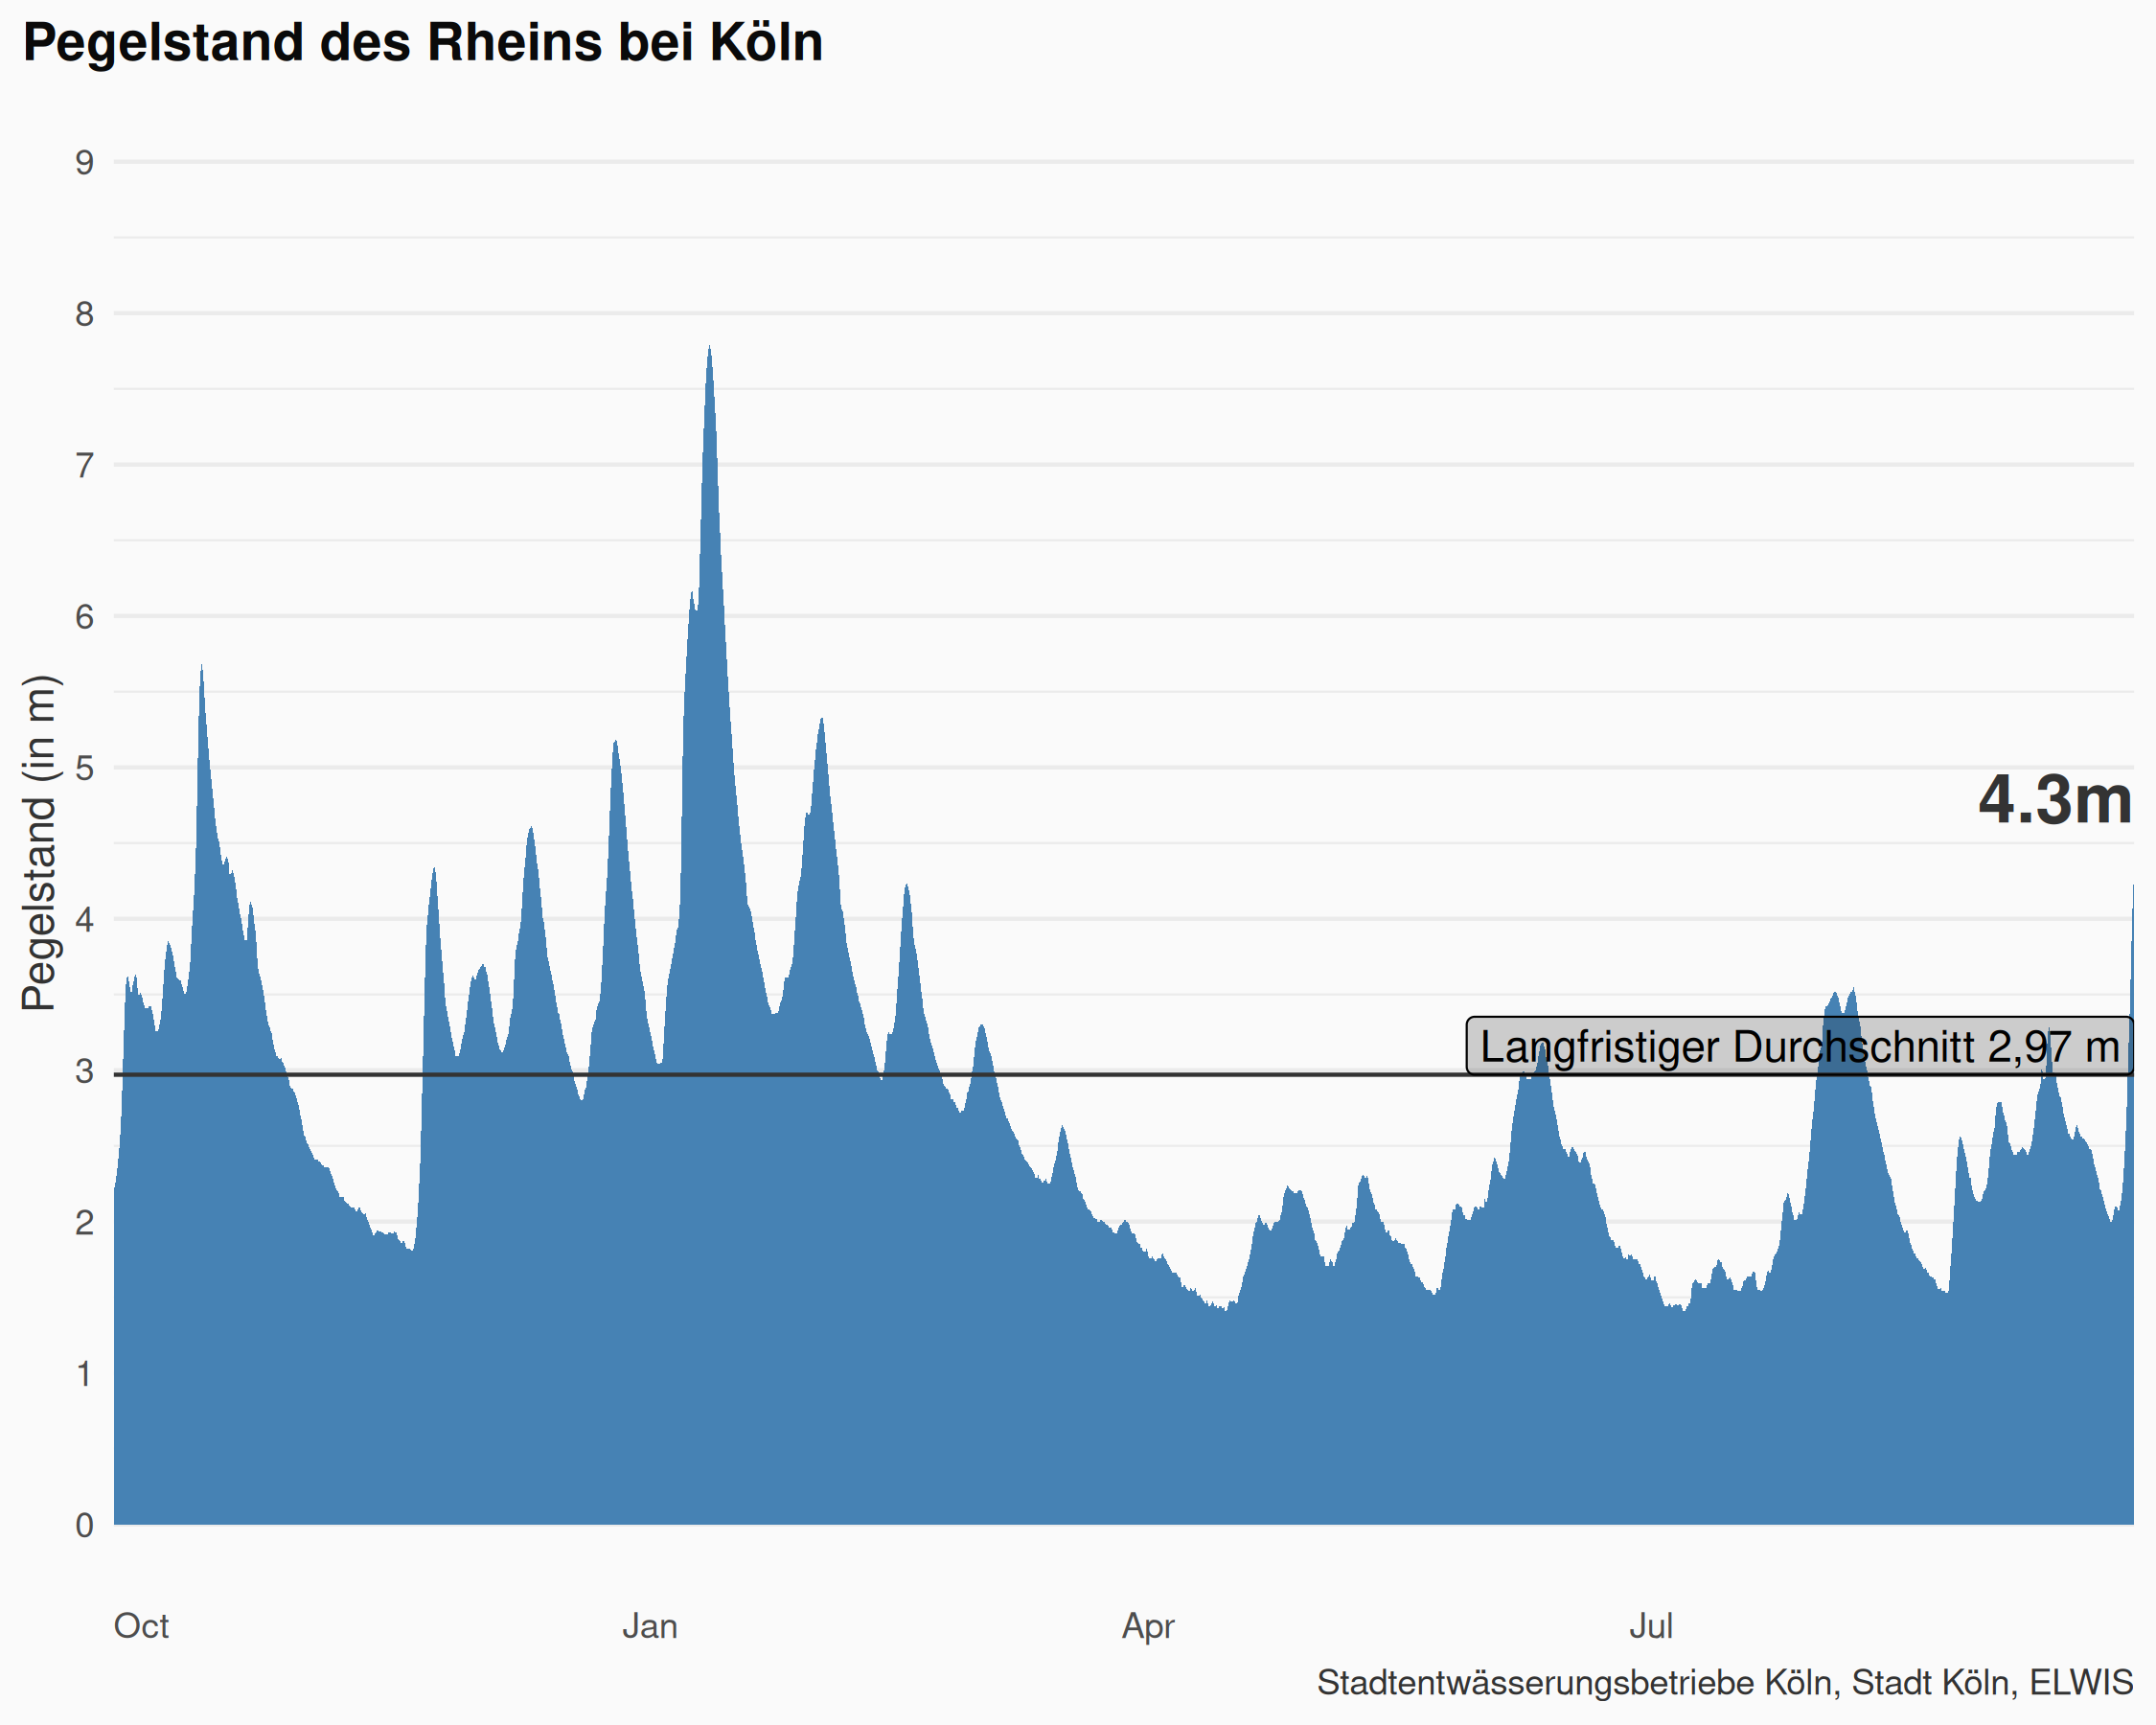 Pegelstand des Rheins bei Köln
9
8
7
6
5
4
3
2
1
0
Pegelstand (in m)
4.3m
Langfristiger Durchschnitt 2,97 m
Oct Jan Apr Jul
Stadtentwässerungsbetriebe Köln, Stadt Köln, ELWIS